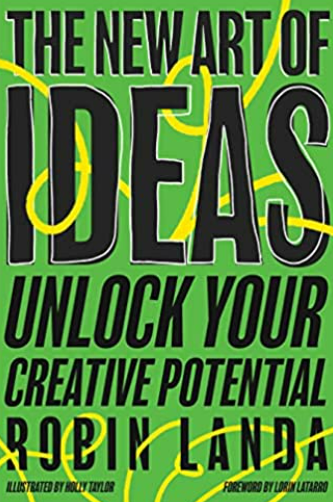 THE NEW ART OF
IDEAS
UNLOCK YOUR
CREATIVE POTENTIAL
ROBIN LANDA
ILLUSTRATED BY HOLLY TAYLOR FOREWORD BY LORIN LATARRO